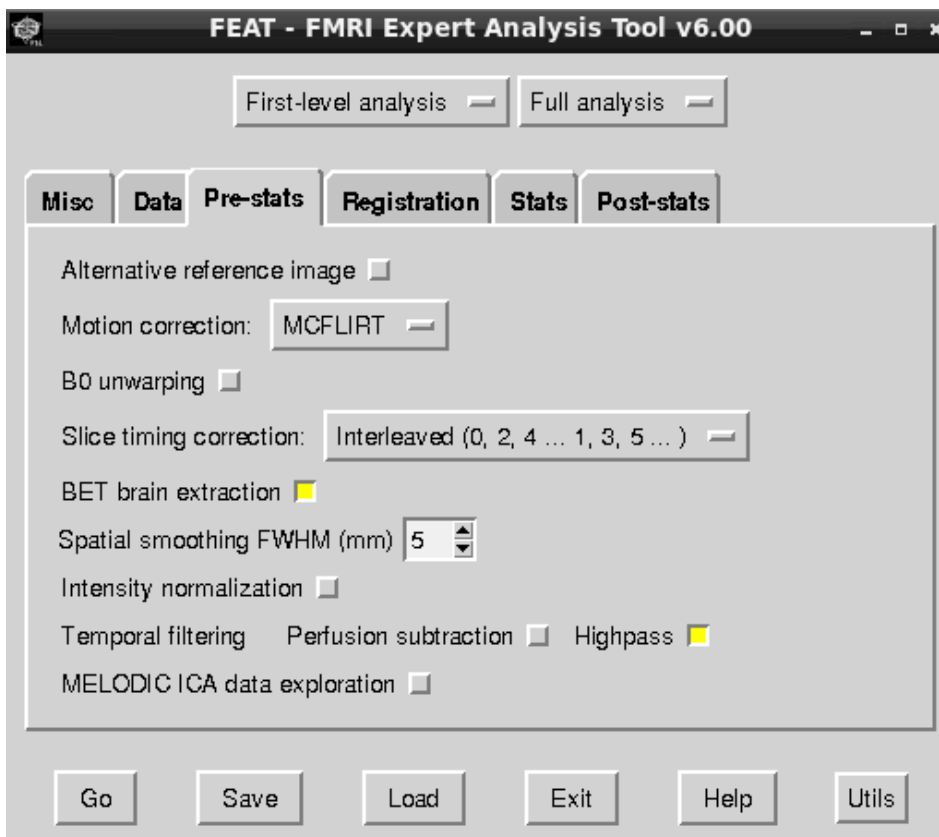 FEAT - FMRI Expert Analysis Tool v6.00
First-level analysis Full analysis
Misc Data Pre-stats Registration Stats Post-stats
Alternative reference image
Motion correction: MCFLIRT
B0 unwarping
Slice timing correction: Interleaved (0, 2, 4 ... 1, 3, 5 ... )
BET brain extraction
Spatial smoothing FWHM (mm) 5
Intensity normalization
Temporal filtering Perfusion subtraction Highpass
MELODIC ICA data exploration
Go Save Load Exit Help Utils